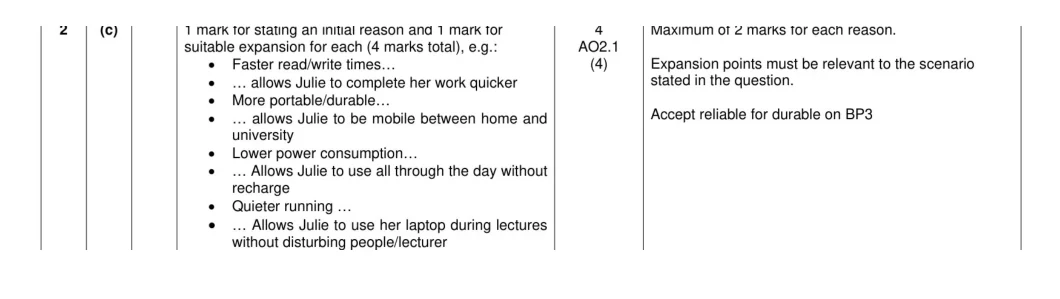 2 (c) 1 mark for stating an initial reason and 1 mark for 4 Maximum of 2 marks for each reason.
suitable expansion for each (4 marks total), e.g.: AO2.1
• Faster read/write times… (4) Expansion points must be relevant to the scenario
• … allows Julie to complete her work quicker stated in the question.
• More portable/durable…
• … allows Julie to be mobile between home and Accept reliable for durable on BP3
university
• Lower power consumption…
• … Allows Julie to use all through the day without
recharge
• Quieter running …
• … Allows Julie to use her laptop during lectures
without disturbing people/lecturer